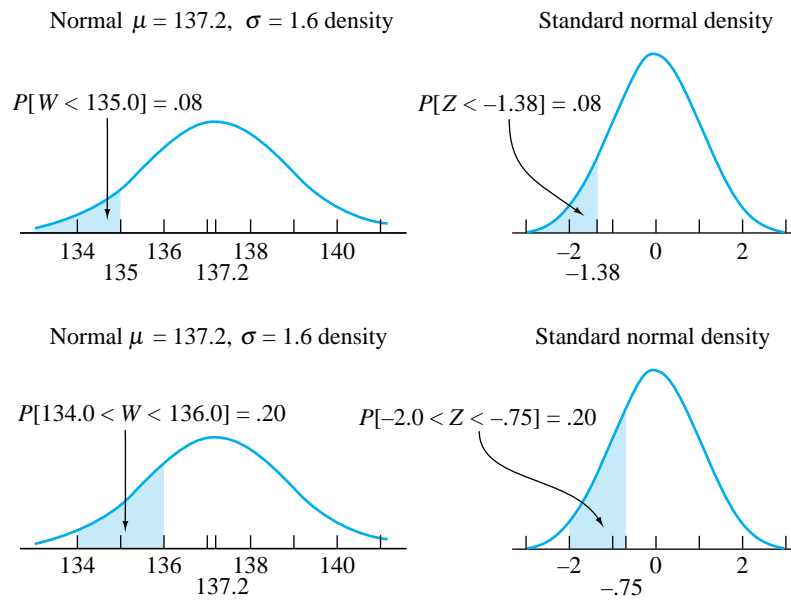 Normal μ = 137.2, σ = 1.6 density
Standard normal density
P[W < 135.0] = .08
P[Z < –1.38] = .08
134 136 138 140
135 137.2
–2 0 2
–1.38
Normal μ = 137.2, σ = 1.6 density
Standard normal density
P[134.0 < W < 136.0] = .20
P[–2.0 < Z < –.75] = .20
134 136 138 140
137.2
–2 0 2
–.75